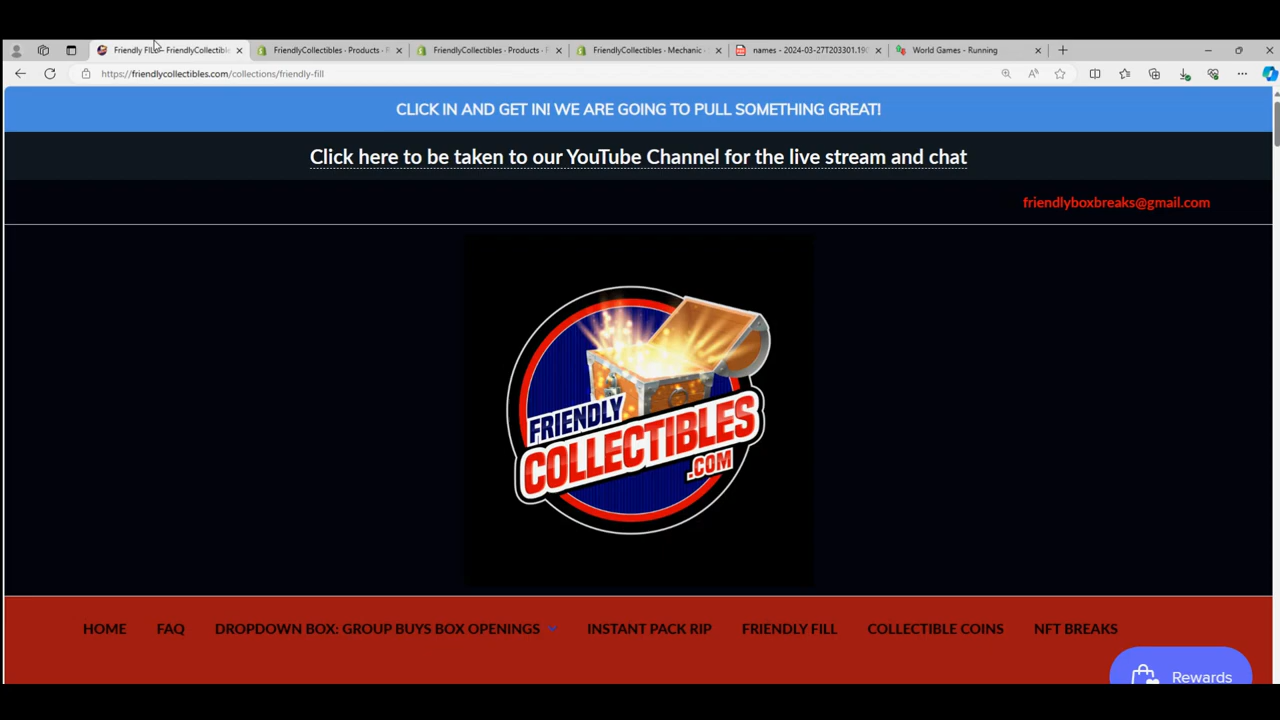 Friendly Fill – FriendlyCollectible
FriendlyCollectibles · Products · F
FriendlyCollectibles · Products · F
FriendlyCollectibles · Mechanic ·
names - 2024-03-27T203301.19
World Games - Running
https://friendlycollectibles.com/collections/friendly-fill
CLICK IN AND GET IN! WE ARE GOING TO PULL SOMETHING GREAT!
Click here to be taken to our YouTube Channel for the live stream and chat
friendlyboxbreaks@gmail.com
FRIENDLY
COLLECTIBLES
.COM
HOME FAQ DROPDOWN BOX: GROUP BUYS BOX OPENINGS INSTANT PACK RIP FRIENDLY FILL COLLECTIBLE COINS NFT BREAKS
Rewards